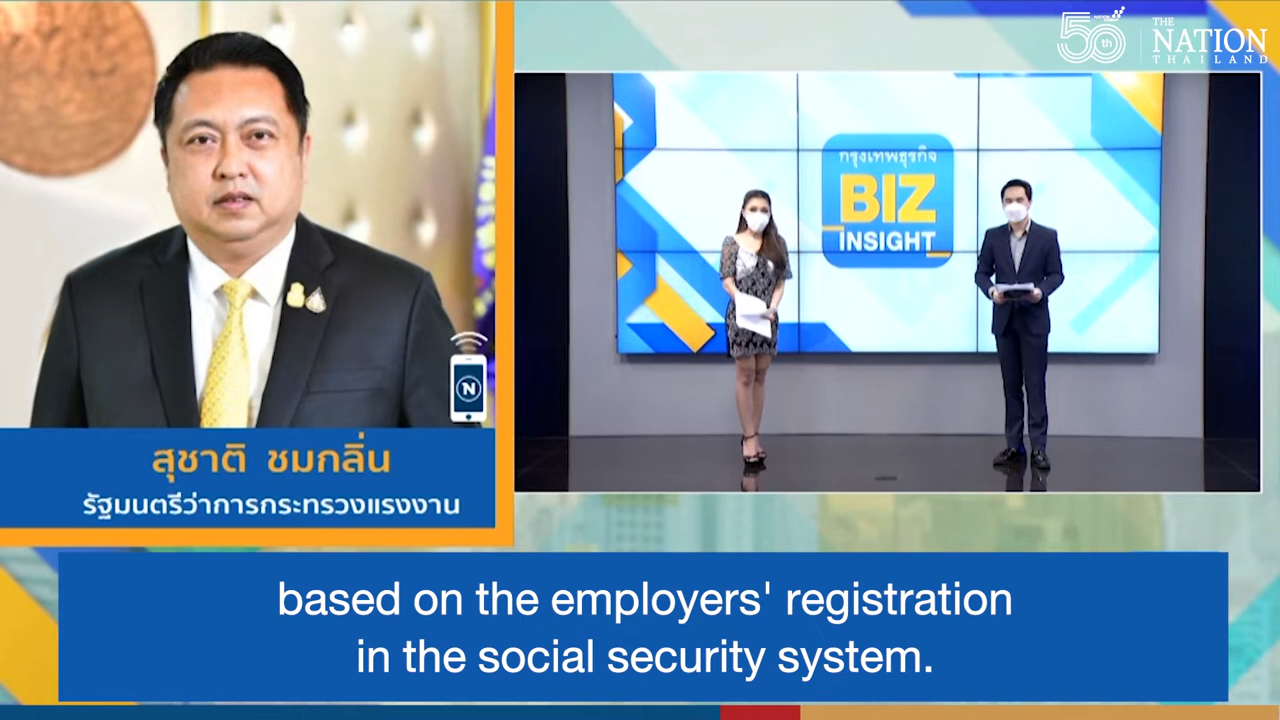 50th
NATION GROUP
THE
NATION
THAILAND
กรุงเทพธุรกิจ
BIZ
INSIGHT
N
สุชาติ ชมกลิ่น
รัฐมนตรีว่าการกระทรวงแรงงาน
based on the employers' registration
in the social security system.